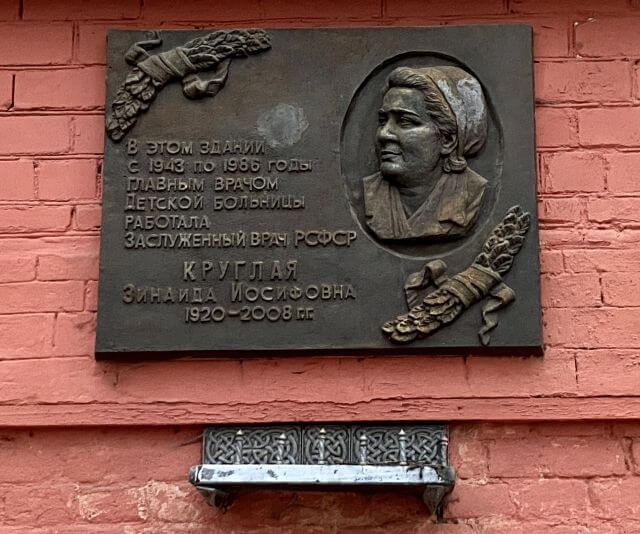 В этом здании
с 1943 по 1986 годы
главным врачом
детской больницы
работала
Заслуженный врач РСФСР
КРУГЛАЯ
Зинаида Иосифовна
1920–2008 гг.